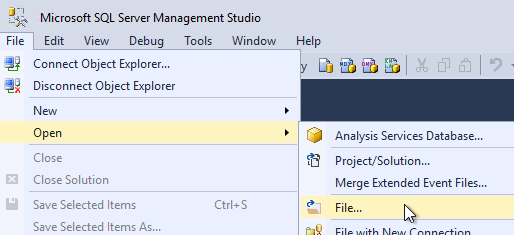 Microsoft SQL Server Management Studio
File Edit View Debug Tools Window Help
Connect Object Explorer...
Disconnect Object Explorer
New
Open
Analysis Services Database...
Close
Project/Solution...
Close Solution
Merge Extended Event Files...
Save Selected Items Ctrl+S
File...
Save Selected Items As...
File with New Connection